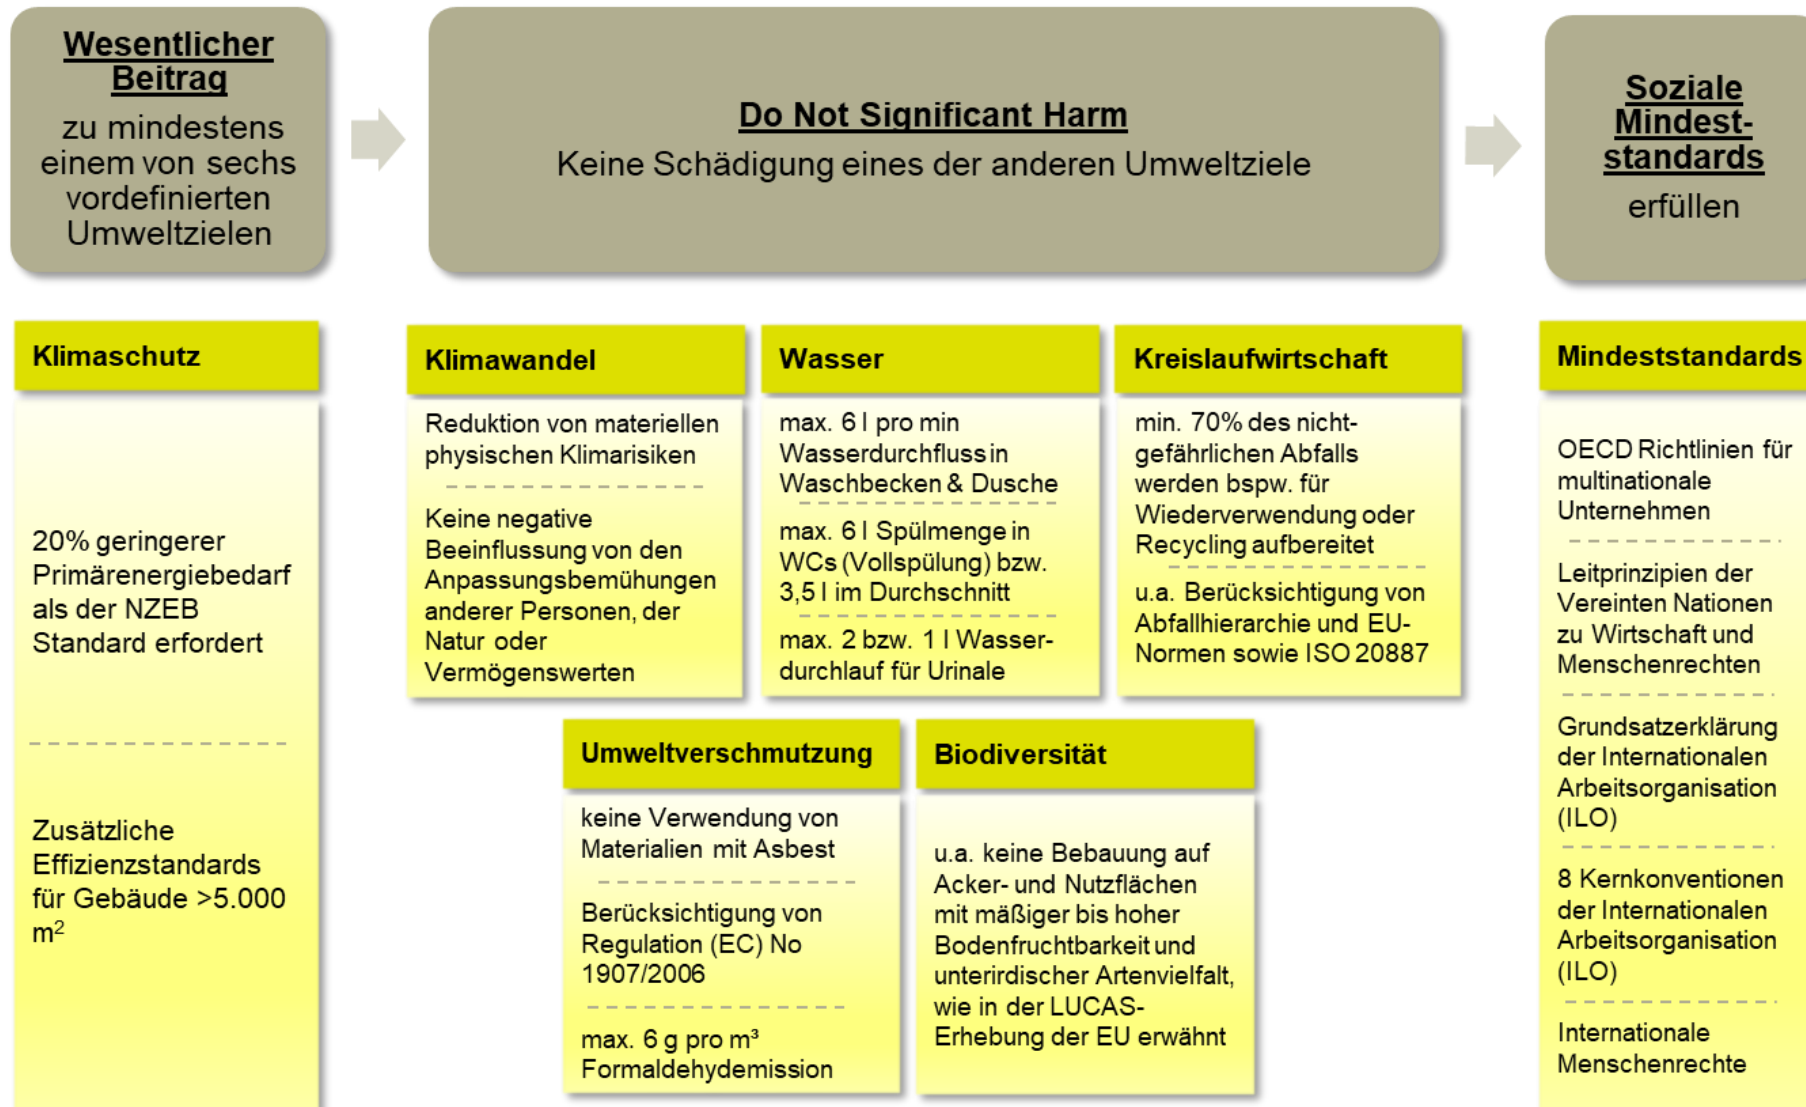 Wesentlicher
Beitrag
zu mindestens
einem von sechs
vordefinierten
Umweltzielen
Do Not Significant Harm
Keine Schädigung eines der anderen Umweltziele
Soziale
Mindest-
standards
erfüllen
Klimaschutz
20% geringerer
Primärenergiebedarf
als der NZEB
Standard erfordert
Zusätzliche
Effizienzstandards
für Gebäude >5.000
m²
Klimawandel
Reduktion von materiellen
physischen Klimarisiken
Keine negative
Beeinflussung von den
Anpassungsbemühungen
anderer Personen, der
Natur oder
Vermögenswerten
Wasser
max. 6 l pro min
Wasserdurchfluss in
Waschbecken & Dusche
max. 6 l Spülmenge in
WCs (Vollspülung) bzw.
3,5 l im Durchschnitt
max. 2 bzw. 1 l Wasser-
durchlauf für Urinale
Kreislaufwirtschaft
min. 70% des nicht-
gefährlichen Abfalls
werden bspw. für
Wiederverwendung oder
Recycling aufbereitet
u.a. Berücksichtigung von
Abfallhierarchie und EU-
Normen sowie ISO 20887
Umweltverschmutzung
keine Verwendung von
Materialien mit Asbest
Berücksichtigung von
Regulation (EC) No
1907/2006
max. 6 g pro m³
Formaldehydemission
Biodiversität
u.a. keine Bebauung auf
Acker- und Nutzflächen
mit mäßiger bis hoher
Bodenfruchtbarkeit und
unterirdischer Artenvielfalt,
wie in der LUCAS-
Erhebung der EU erwähnt
Mindeststandards
OECD Richtlinien für
multinationale
Unternehmen
Leitprinzipien der
Vereinten Nationen
zu Wirtschaft und
Menschenrechten
Grundsatzerklärung
der Internationalen
Arbeitsorganisation
(ILO)
8 Kernkonventionen
der Internationalen
Arbeitsorganisation
(ILO)
Internationale
Menschenrechte